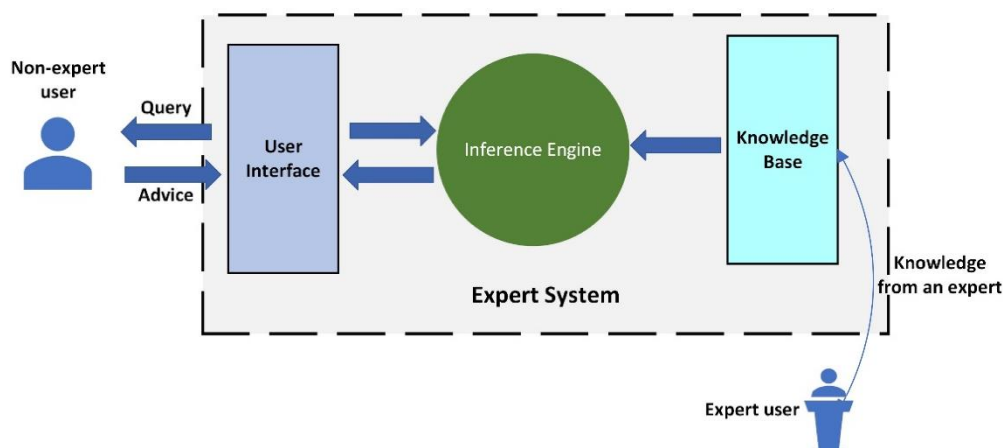 Non-expert
user
Query
Advice
User
Interface
Inference Engine
Knowledge
Base
Expert System
Knowledge
from an expert
Expert user